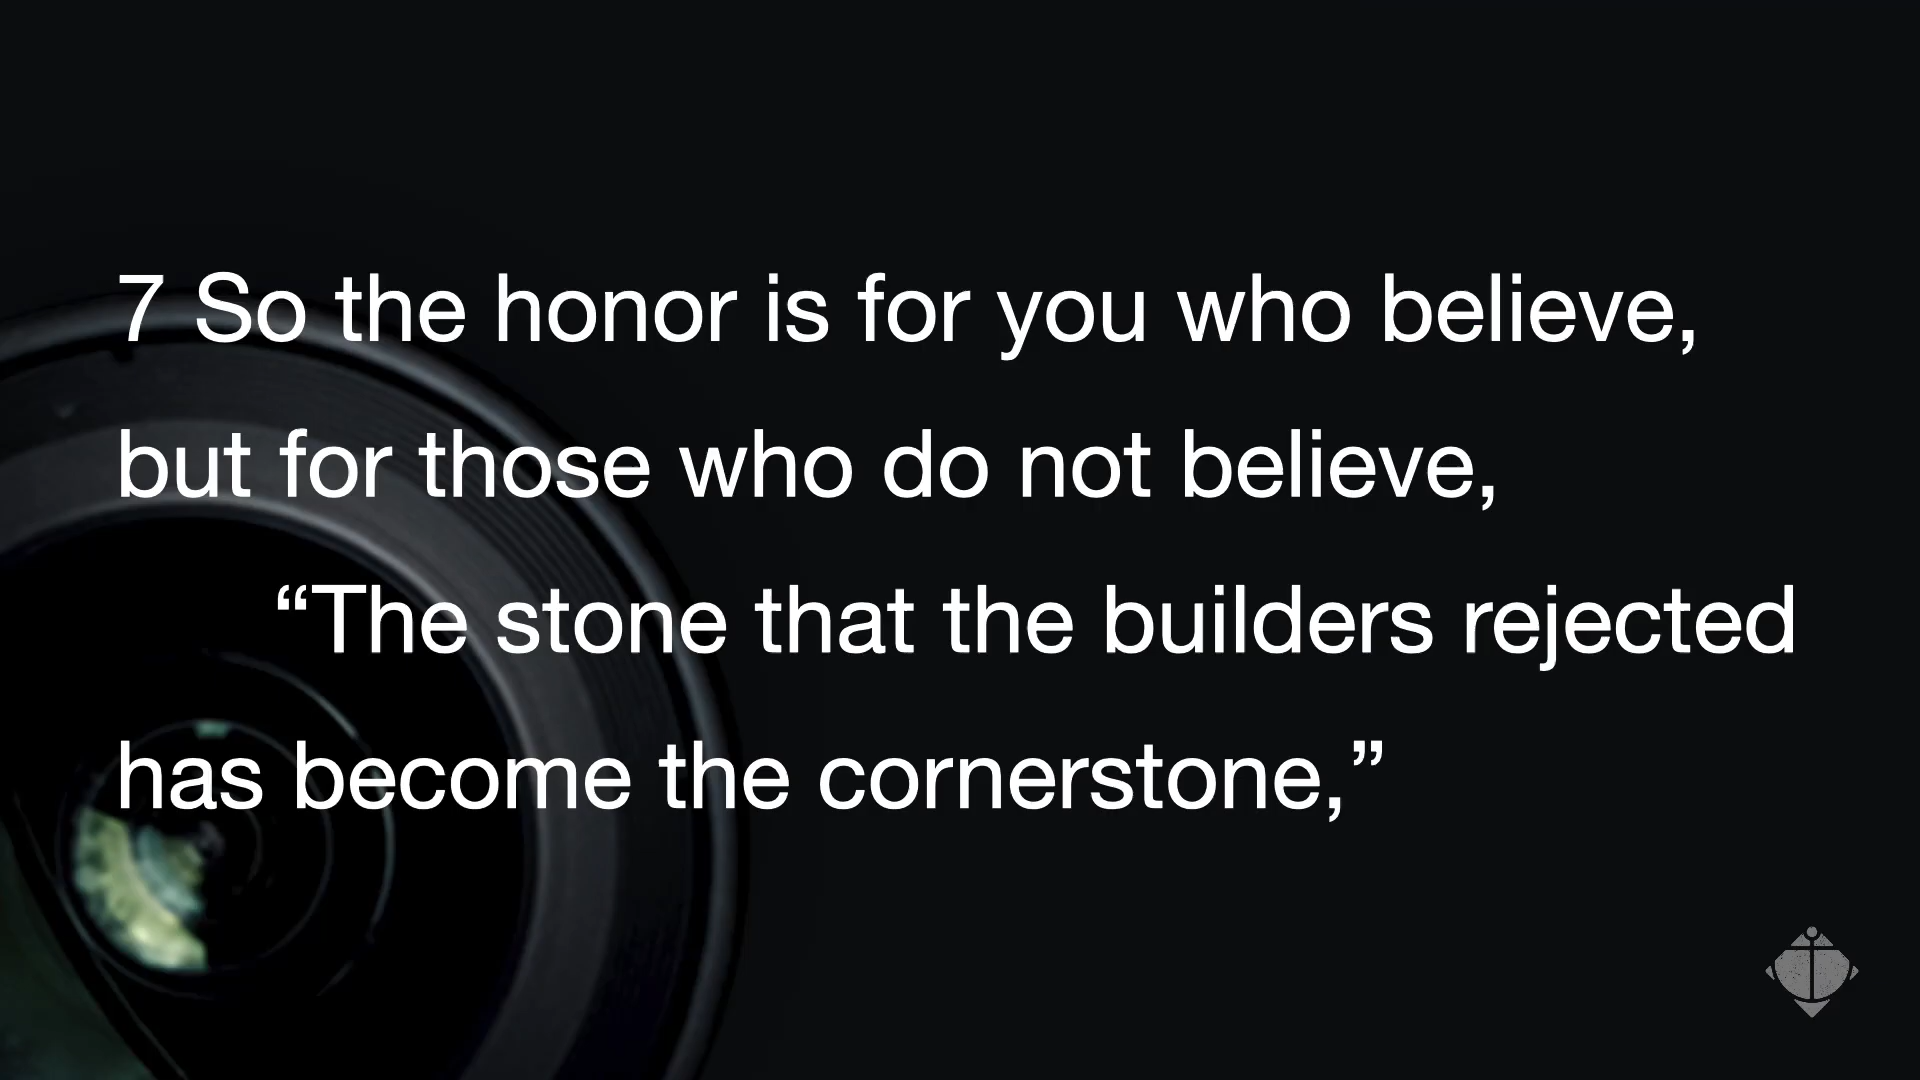 7 So the honor is for you who believe,
but for those who do not believe,
“The stone that the builders rejected
has become the cornerstone,”